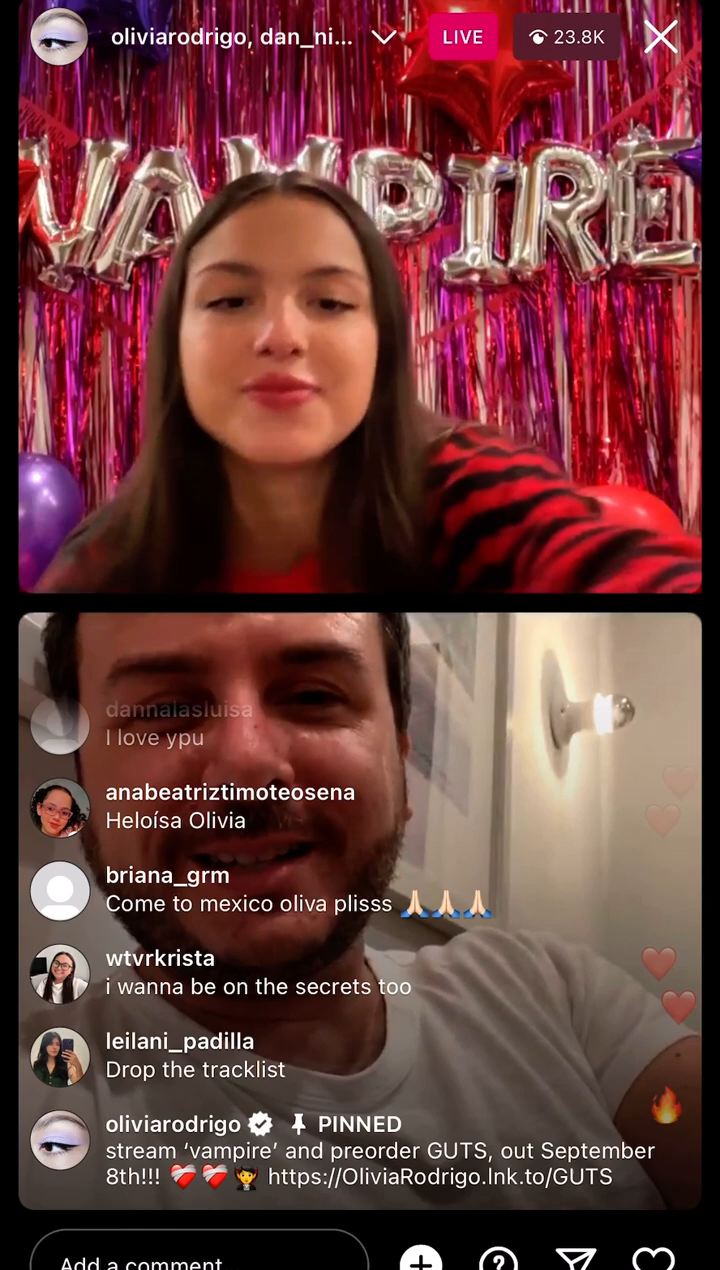 oliviarodrigo, dan_ni...
LIVE
23.8K
VAMPIRE
dannalasluisa
I love ypu
anabeatriztimoteosena
Heloísa Olivia
briana_grm
Come to mexico oliva plisss 🙏🏻🙏🏻🙏🏻
wtvrkrista
i wanna be on the secrets too
leilani_padilla
Drop the tracklist
oliviarodrigo PINNED
stream ‘vampire’ and preorder GUTS, out September
8th!!! ❤️‍🩹❤️‍🩹🧛 https://OliviaRodrigo.lnk.to/GUTS
Add a comment